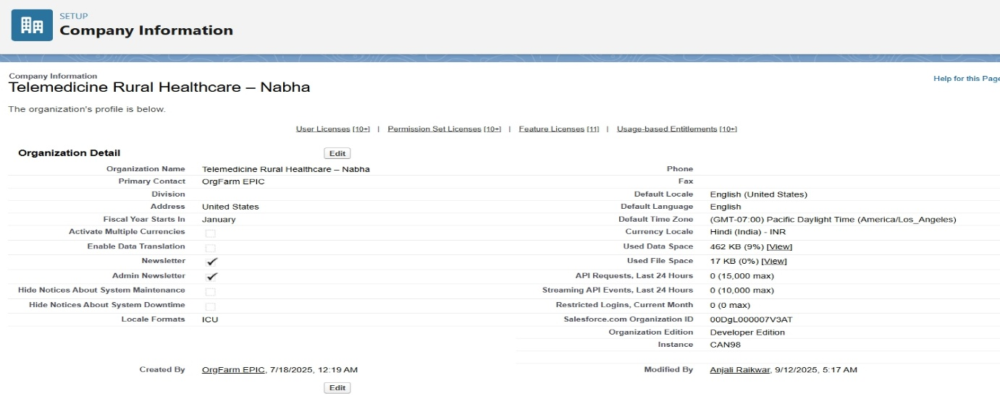 SETUP
Company Information
Company Information
Telemedicine Rural Healthcare – Nabha
Help for this Page
The organization's profile is below.
User Licenses [10+] | Permission Set Licenses [10+] | Feature Licenses [11] | Usage-based Entitlements [10+]
Organization Detail Edit
Organization Name Telemedicine Rural Healthcare – Nabha Phone
Primary Contact OrgFarm EPIC Fax
Division Default Locale English (United States)
Address United States Default Language English
Fiscal Year Starts In January Default Time Zone (GMT-07:00) Pacific Daylight Time (America/Los_Angeles)
Activate Multiple Currencies Currency Locale Hindi (India) - INR
Enable Data Translation Used Data Space 462 KB (9%) [View]
Newsletter Used File Space 17 KB (0%) [View]
Admin Newsletter API Requests, Last 24 Hours 0 (15,000 max)
Hide Notices About System Maintenance Streaming API Events, Last 24 Hours 0 (10,000 max)
Hide Notices About System Downtime Restricted Logins, Current Month 0 (0 max)
Locale Formats ICU Salesforce.com Organization ID 00DgL000007V3AT
Organization Edition Developer Edition
Instance CAN98
Created By OrgFarm EPIC, 7/18/2025, 12:19 AM Modified By Anjali Raikwar, 9/12/2025, 5:17 AM
Edit